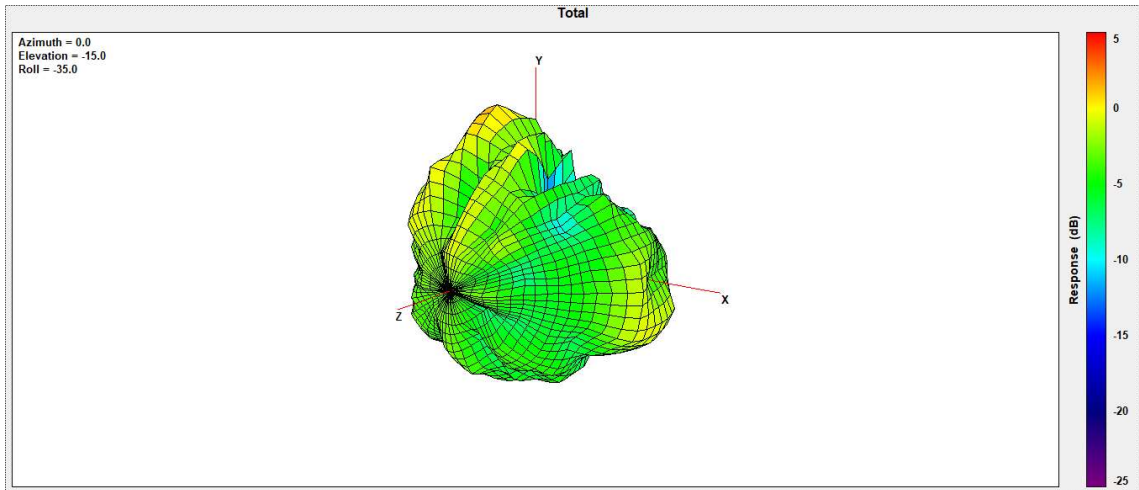 Total
Azimuth = 0.0
Elevation = -15.0
Roll = -35.0
Y
X
Z
5
0
-5
-10
-15
-20
-25
Response (dB)